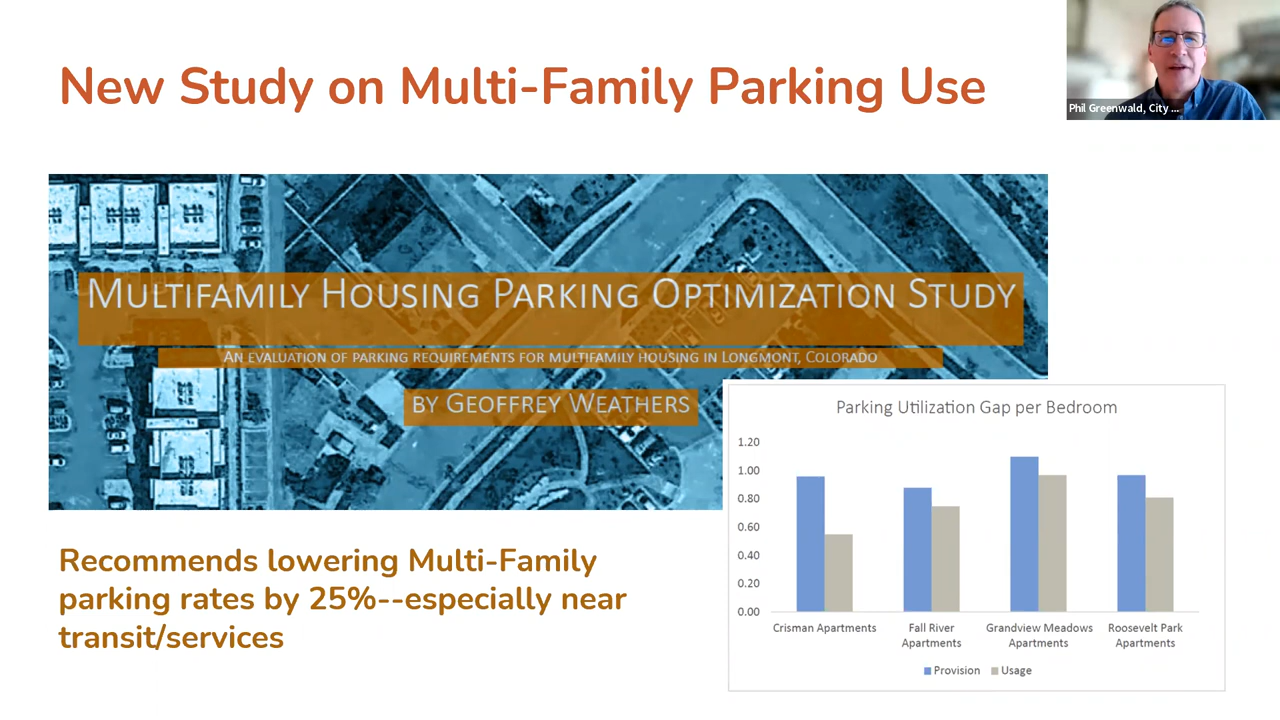 New Study on Multi-Family Parking Use
Phil Greenwald, City ...
MULTIFAMILY HOUSING PARKING OPTIMIZATION STUDY
AN EVALUATION OF PARKING REQUIREMENTS FOR MULTIFAMILY HOUSING IN LONGMONT, COLORADO
BY GEOFFREY WEATHERS
Recommends lowering Multi-Family
parking rates by 25%--especially near
transit/services
Parking Utilization Gap per Bedroom
1.20
1.00
0.80
0.60
0.40
0.20
0.00
Crisman Apartments
Fall River
Apartments
Grandview Meadows
Apartments
Roosevelt Park
Apartments
Provision
Usage